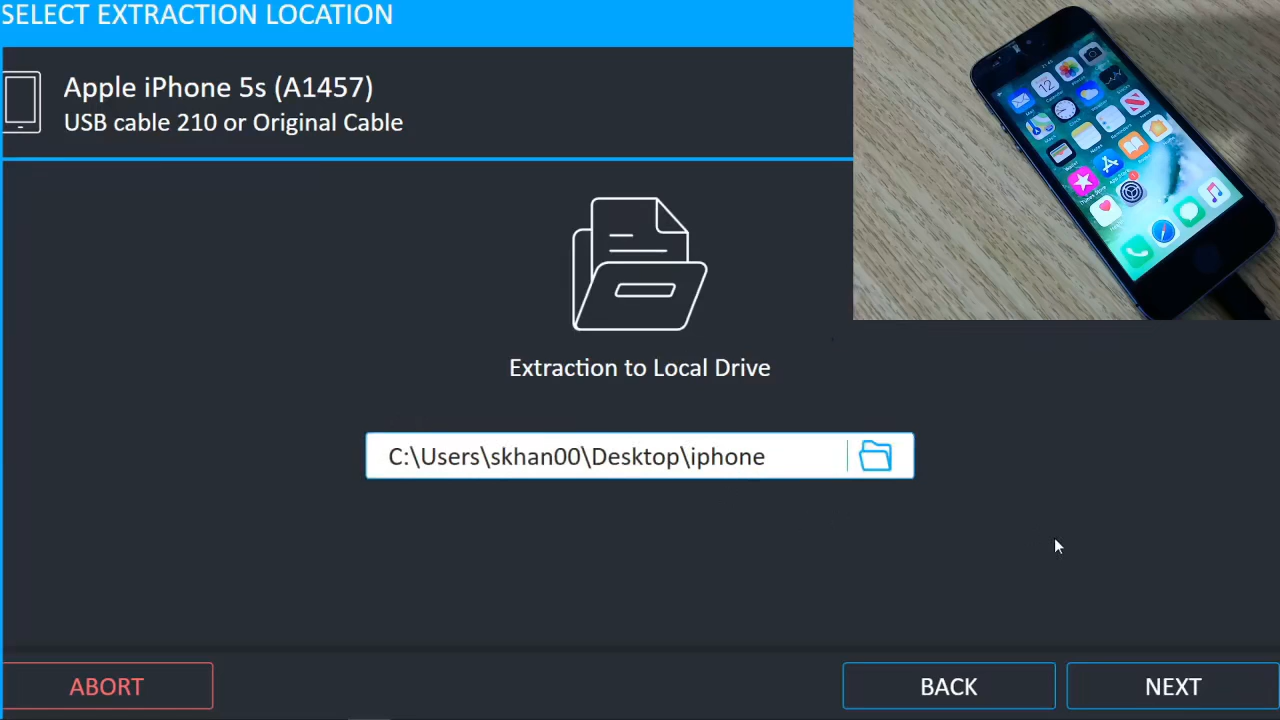 SELECT EXTRACTION LOCATION
Apple iPhone 5s (A1457)
USB cable 210 or Original Cable
Extraction to Local Drive
C:\Users\skhan00\Desktop\iphone
ABORT
BACK
NEXT
12